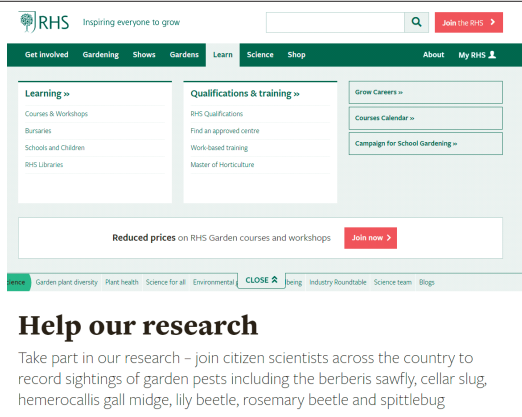 RHS Inspiring everyone to grow
Join the RHS
Get involved Gardening Shows Gardens Learn Science Shop About My RHS
Learning »
Courses & Workshops
Bursaries
Schools and Children
RHS Libraries
Qualifications & training »
RHS Qualifications
Find an approved centre
Work-based training
Master of Horticulture
Grow Careers »
Courses Calendar »
Campaign for School Gardening »
Reduced prices on RHS Garden courses and workshops Join now
Garden plant diversity Plant health Science for all Environmental CLOSE Industry Roundtable Science team Blogs
Help our research
Take part in our research – join citizen scientists across the country to
record sightings of garden pests including the berberis sawfly, cellar slug,
hemerocallis gall midge, lily beetle, rosemary beetle and spittlebug